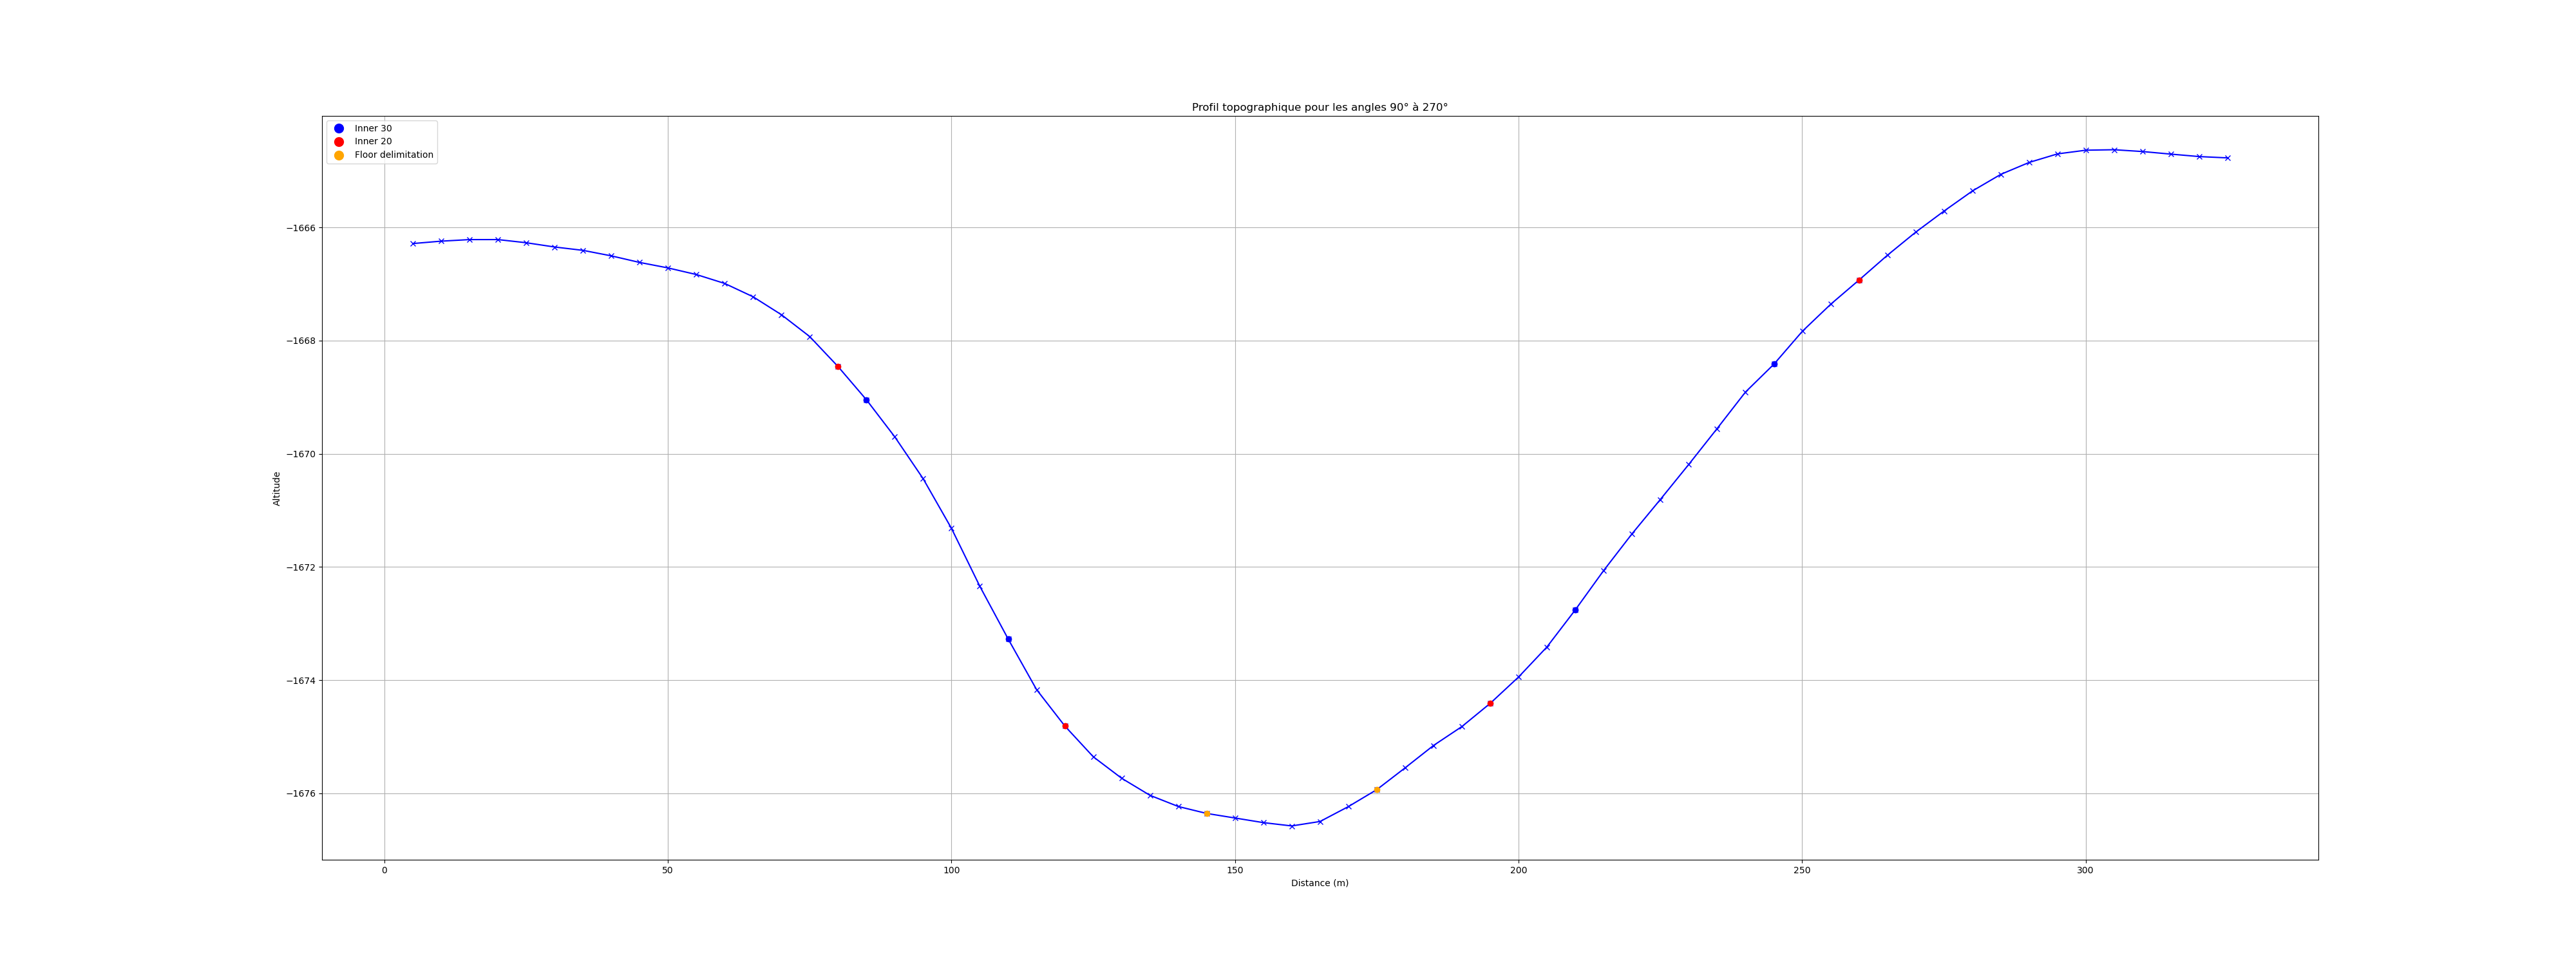 Profil topographique pour les angles 90° à 270°
Inner 30
Inner 20
Floor delimitation
Altitude
−1666
−1668
−1670
−1672
−1674
−1676
0 50 100 150 200 250 300
Distance (m)